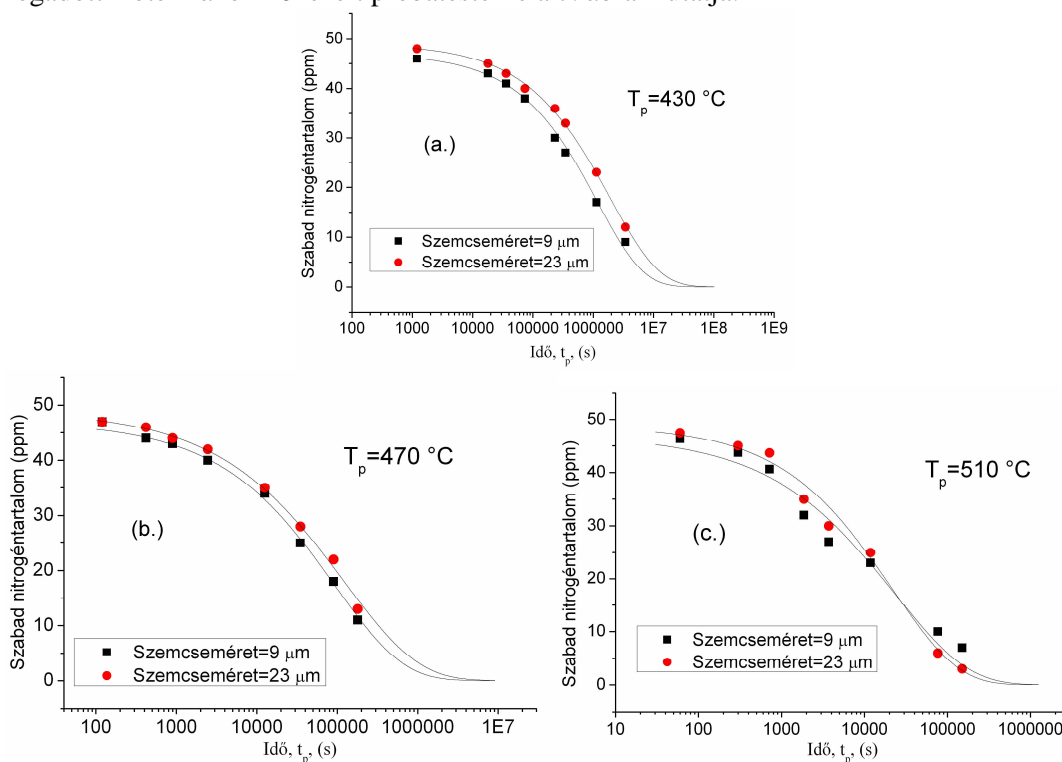 mutatja.
50
40
30
20
10
0
Szabad nitrogéntartalom (ppm)
T_p=430 °C
(a.)
Szemcseméret=9 μm
Szemcseméret=23 μm
100 1000 10000 100000 1000000 1E7 1E8 1E9
Idő, t_p, (s)
50
40
30
20
10
0
Szabad nitrogéntartalom (ppm)
T_p=470 °C
(b.)
Szemcseméret=9 μm
Szemcseméret=23 μm
100 1000 10000 100000 1000000 1E7
Idő, t_p, (s)
50
40
30
20
10
0
Szabad nitrogéntartalom (ppm)
T_p=510 °C
(c.)
Szemcseméret=9 μm
Szemcseméret=23 μm
10 100 1000 10000 100000 1000000
Idő, t_p, (s)